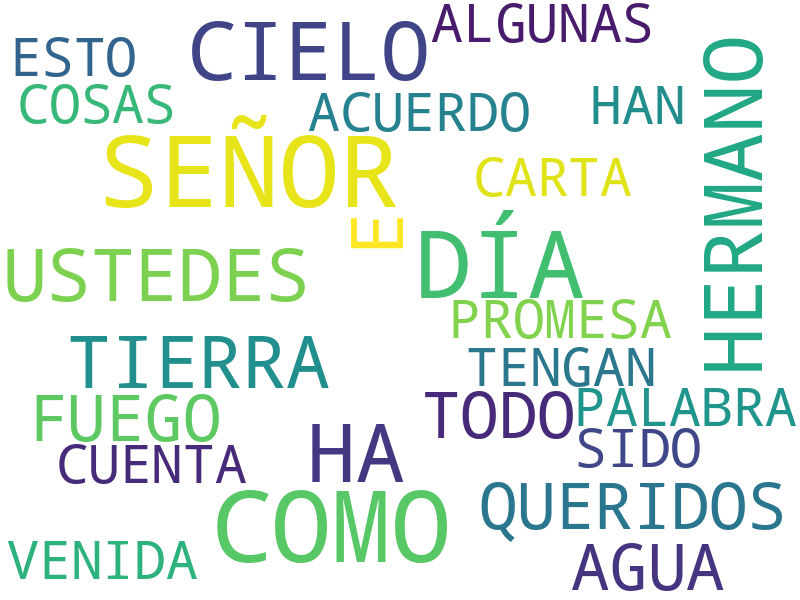 ALGUNAS
CIELO
ESTO
COSAS
ACUERDO
HAN
HERMANO
SEÑOR
CARTA
E
DÍA
USTEDES
PROMESA
TIERRA
TENGAN
FUEGO
TODO
PALABRA
CUENTA
HA
SIDO
COMO
QUERIDOS
VENIDA
AGUA